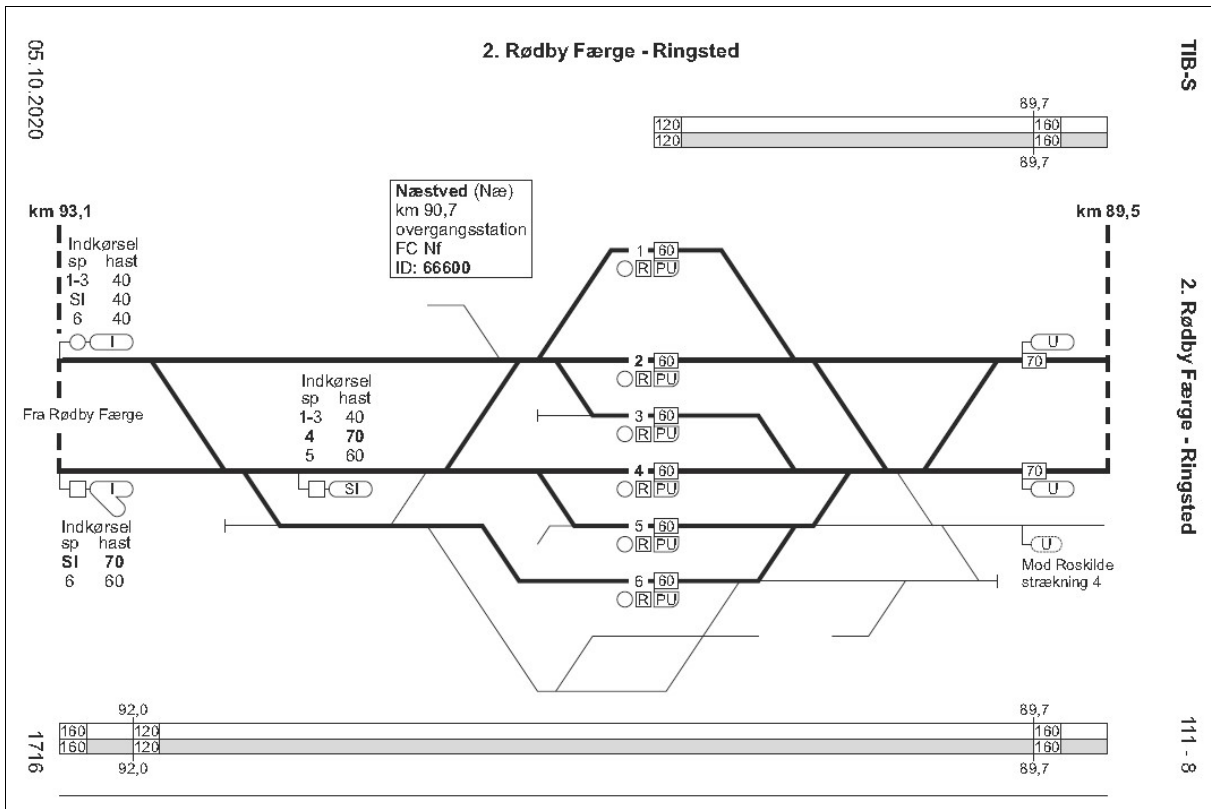 05.10.2020
2. Rødby Færge - Ringsted
TIB-S
89,7
120 160
120 160
89,7
Næstved (Næ)
km 90,7
overgangsstation
FC Nf
ID: 66600
km 93,1
km 89,5
Indkørsel
sp hast
1-3 40
SI 40
6 40
I
1 60
R PU
2 60
R PU
U
70
Fra Rødby Færge
Indkørsel
sp hast
1-3 40
4 70
5 60
3 60
R PU
2. Rødby Færge - Ringsted
I
SI
4 60
R PU
70
U
Indkørsel
sp hast
SI 70
6 60
5 60
R PU
U
Mod Roskilde
strækning 4
6 60
R PU
92,0 89,7
160 120 160
160 120 160
92,0 89,7
1716
111 - 8